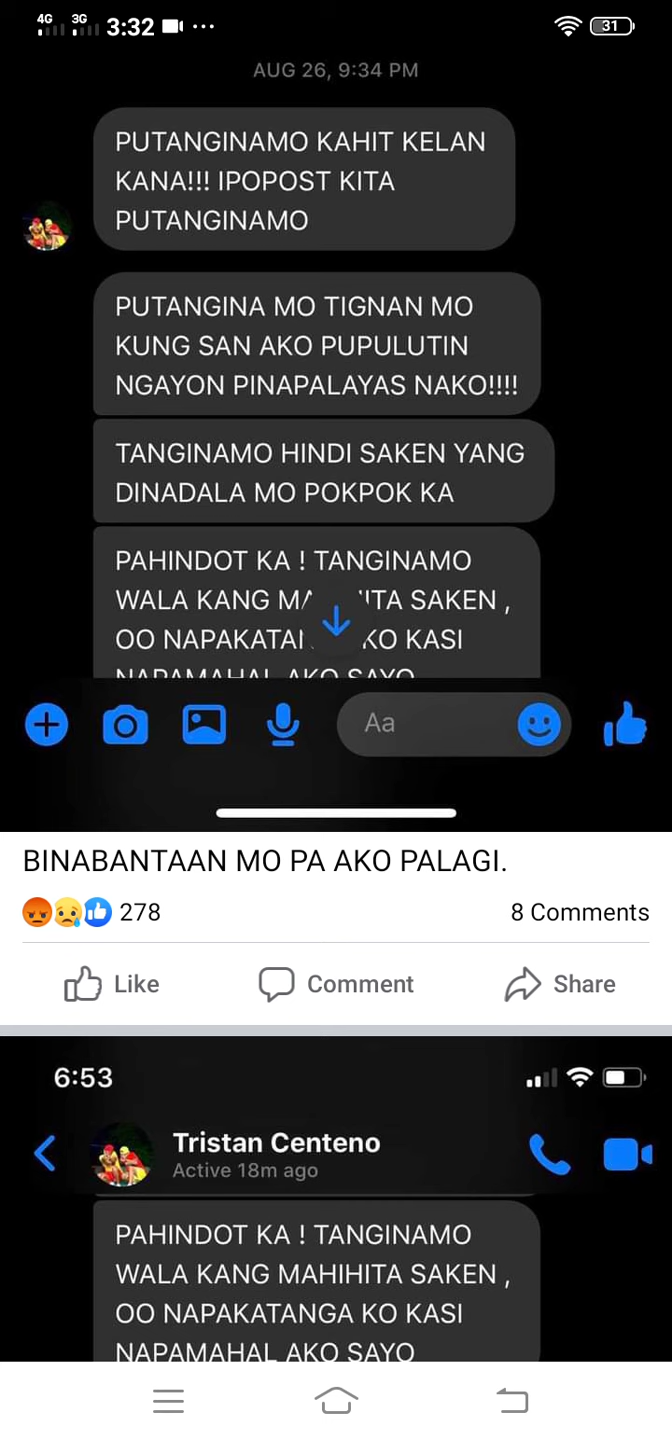 4G 3G 3:32 ... 31
AUG 26, 9:34 PM
PUTANGINAMO KAHIT KELAN
KANA!!! IPOPOST KITA
PUTANGINAMO
PUTANGINA MO TIGNAN MO
KUNG SAN AKO PUPULUTIN
NGAYON PINAPALAYAS NAKO!!!!
TANGINAMO HINDI SAKEN YANG
DINADALA MO POKPOK KA
PAHINDOT KA ! TANGINAMO
WALA KANG SAKEN ,
OO KO KASI
NAPAMAHAL AKO SAYO
Aa
BINABANTAAN MO PA AKO PALAGI.
278 8 Comments
Like Comment Share
6:53
Tristan Centeno
Active 18m ago
PAHINDOT KA ! TANGINAMO
WALA KANG MAHIHITA SAKEN ,
OO NAPAKATANGA KO KASI
NAPAMAHAL AKO SAYO